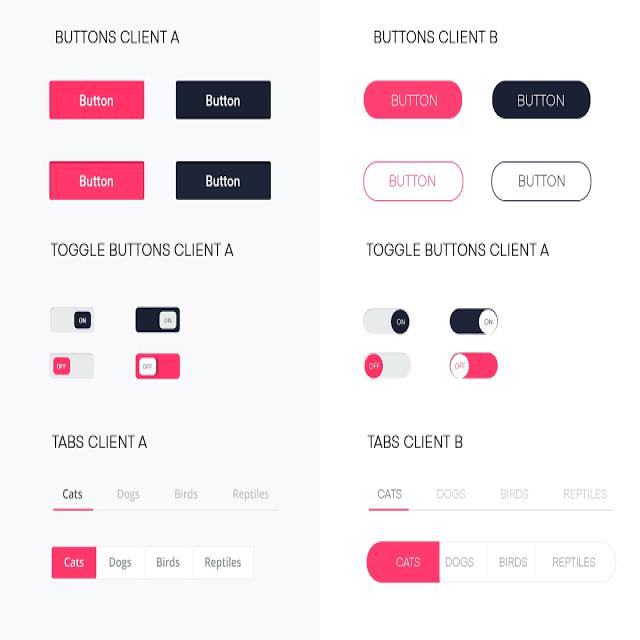 BUTTONS CLIENT A
Button Button
Button Button
TOGGLE BUTTONS CLIENT A
ON ON
OFF OFF
TABS CLIENT A
Cats Dogs Birds Reptiles
Cats Dogs Birds Reptiles
BUTTONS CLIENT B
BUTTON BUTTON
BUTTON BUTTON
TOGGLE BUTTONS CLIENT A
ON ON
OFF OFF
TABS CLIENT B
CATS DOGS BIRDS REPTILES
CATS DOGS BIRDS REPTILES